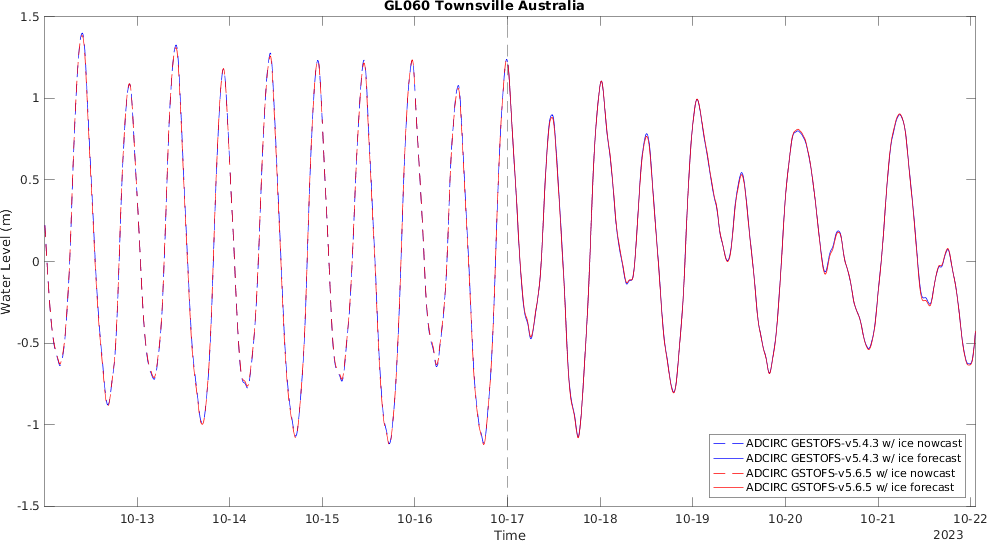 GL060 Townsville Australia
1.5
1
0.5
0
-0.5
-1
-1.5
Water Level (m)
10-13 10-14 10-15 10-16 10-17 10-18 10-19 10-20 10-21 10-22
2023
Time
ADCIRC GESTOFS-v5.4.3 w/ ice nowcast
ADCIRC GESTOFS-v5.4.3 w/ ice forecast
ADCIRC GSTOFS-v5.6.5 w/ ice nowcast
ADCIRC GSTOFS-v5.6.5 w/ ice forecast